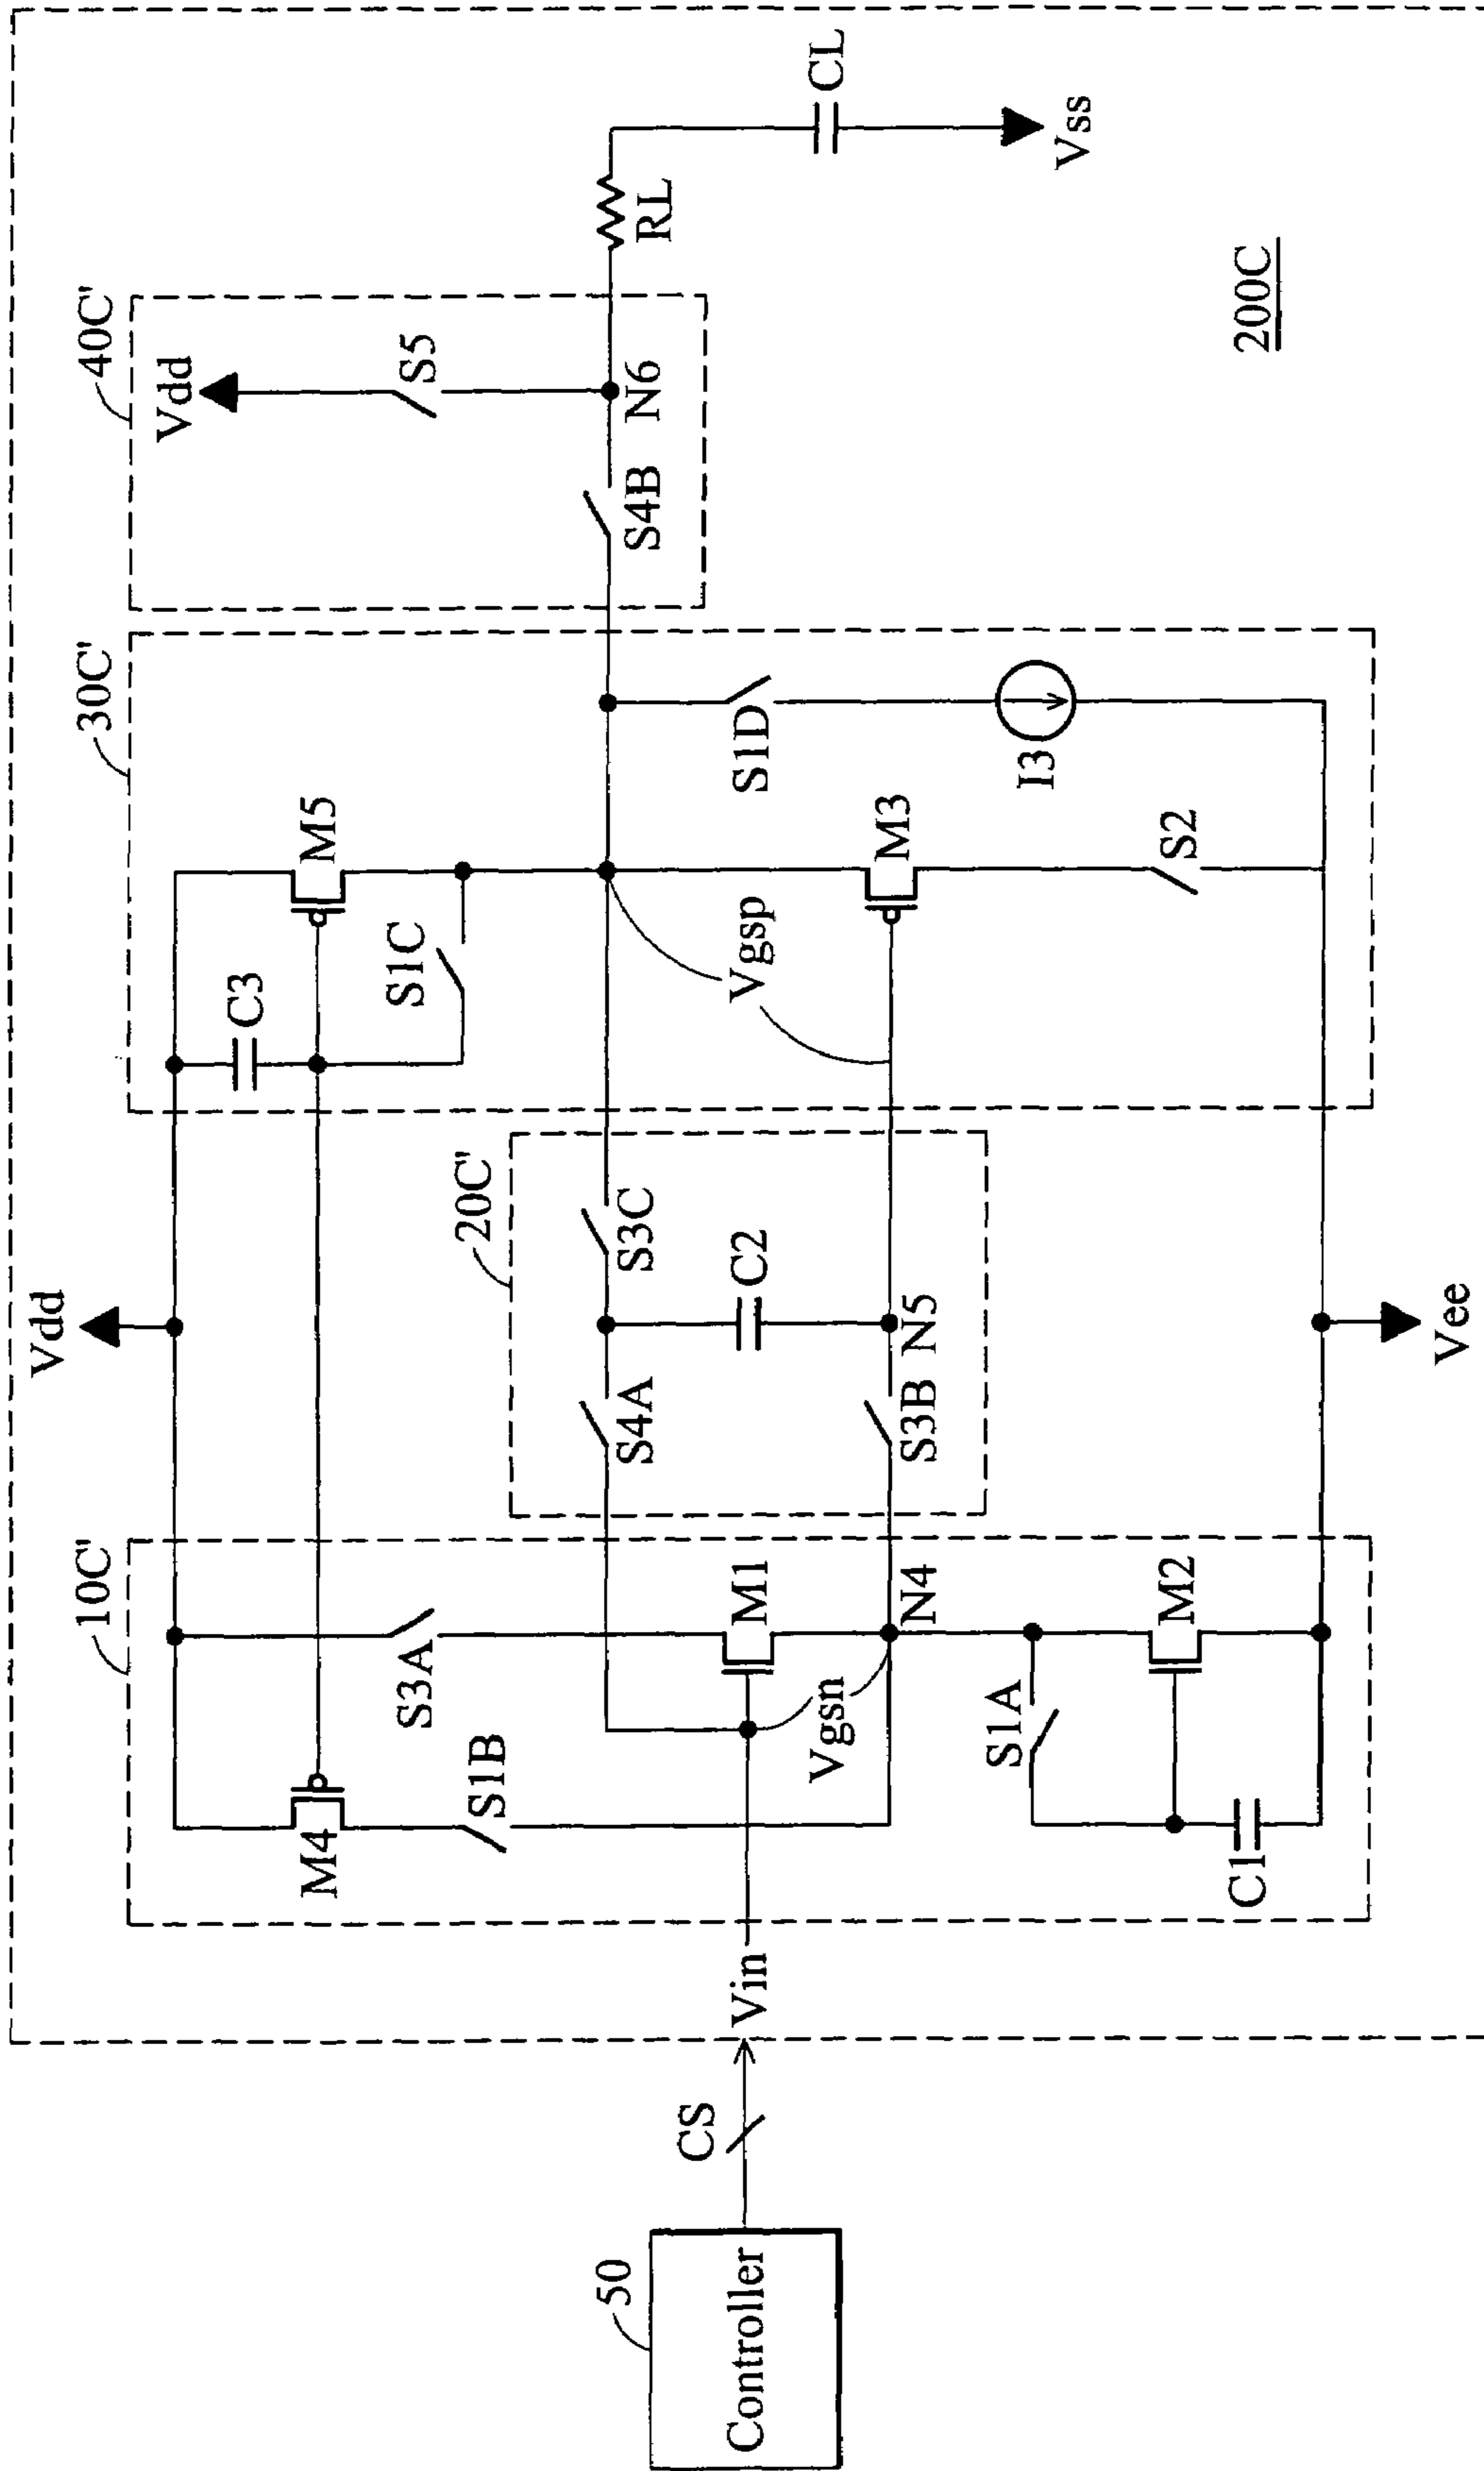 50
Controller
CS
Vin
10C'
M4
S1B
S3A
M1
Vgsn
N4
S1A
M2
C1
Vdd
20C'
S4A
S3C
C2
S3B
N5
Vee
30C'
C3
M5
S1C
Vgsp
M3
S2
S1D
I3
40C'
Vdd
S5
S4B
N6
RL
CL
Vss
200C